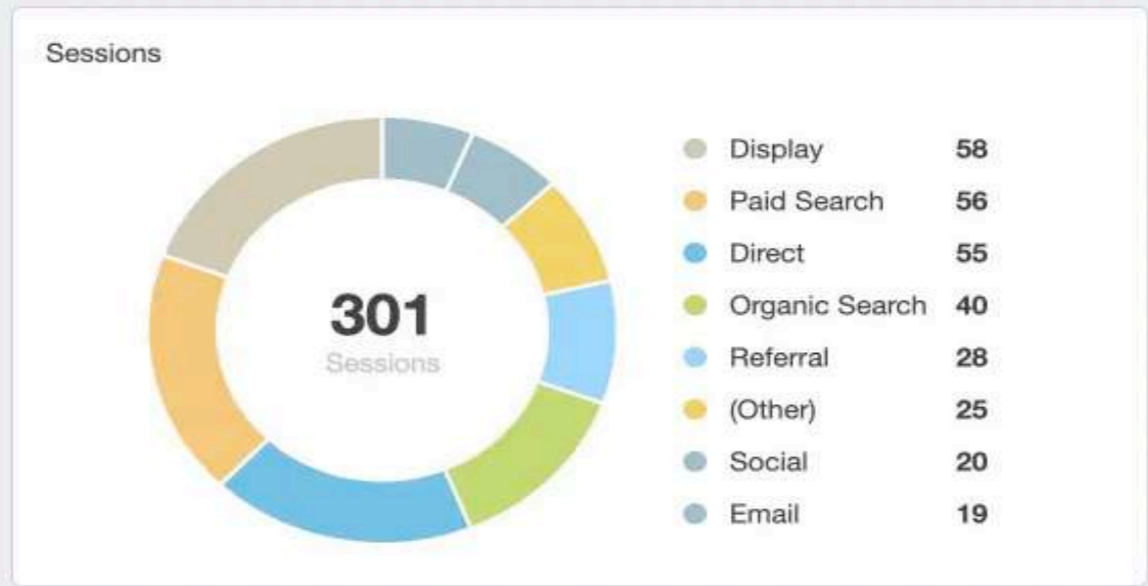 Sessions
301
Sessions
Display 58
Paid Search 56
Direct 55
Organic Search 40
Referral 28
(Other) 25
Social 20
Email 19